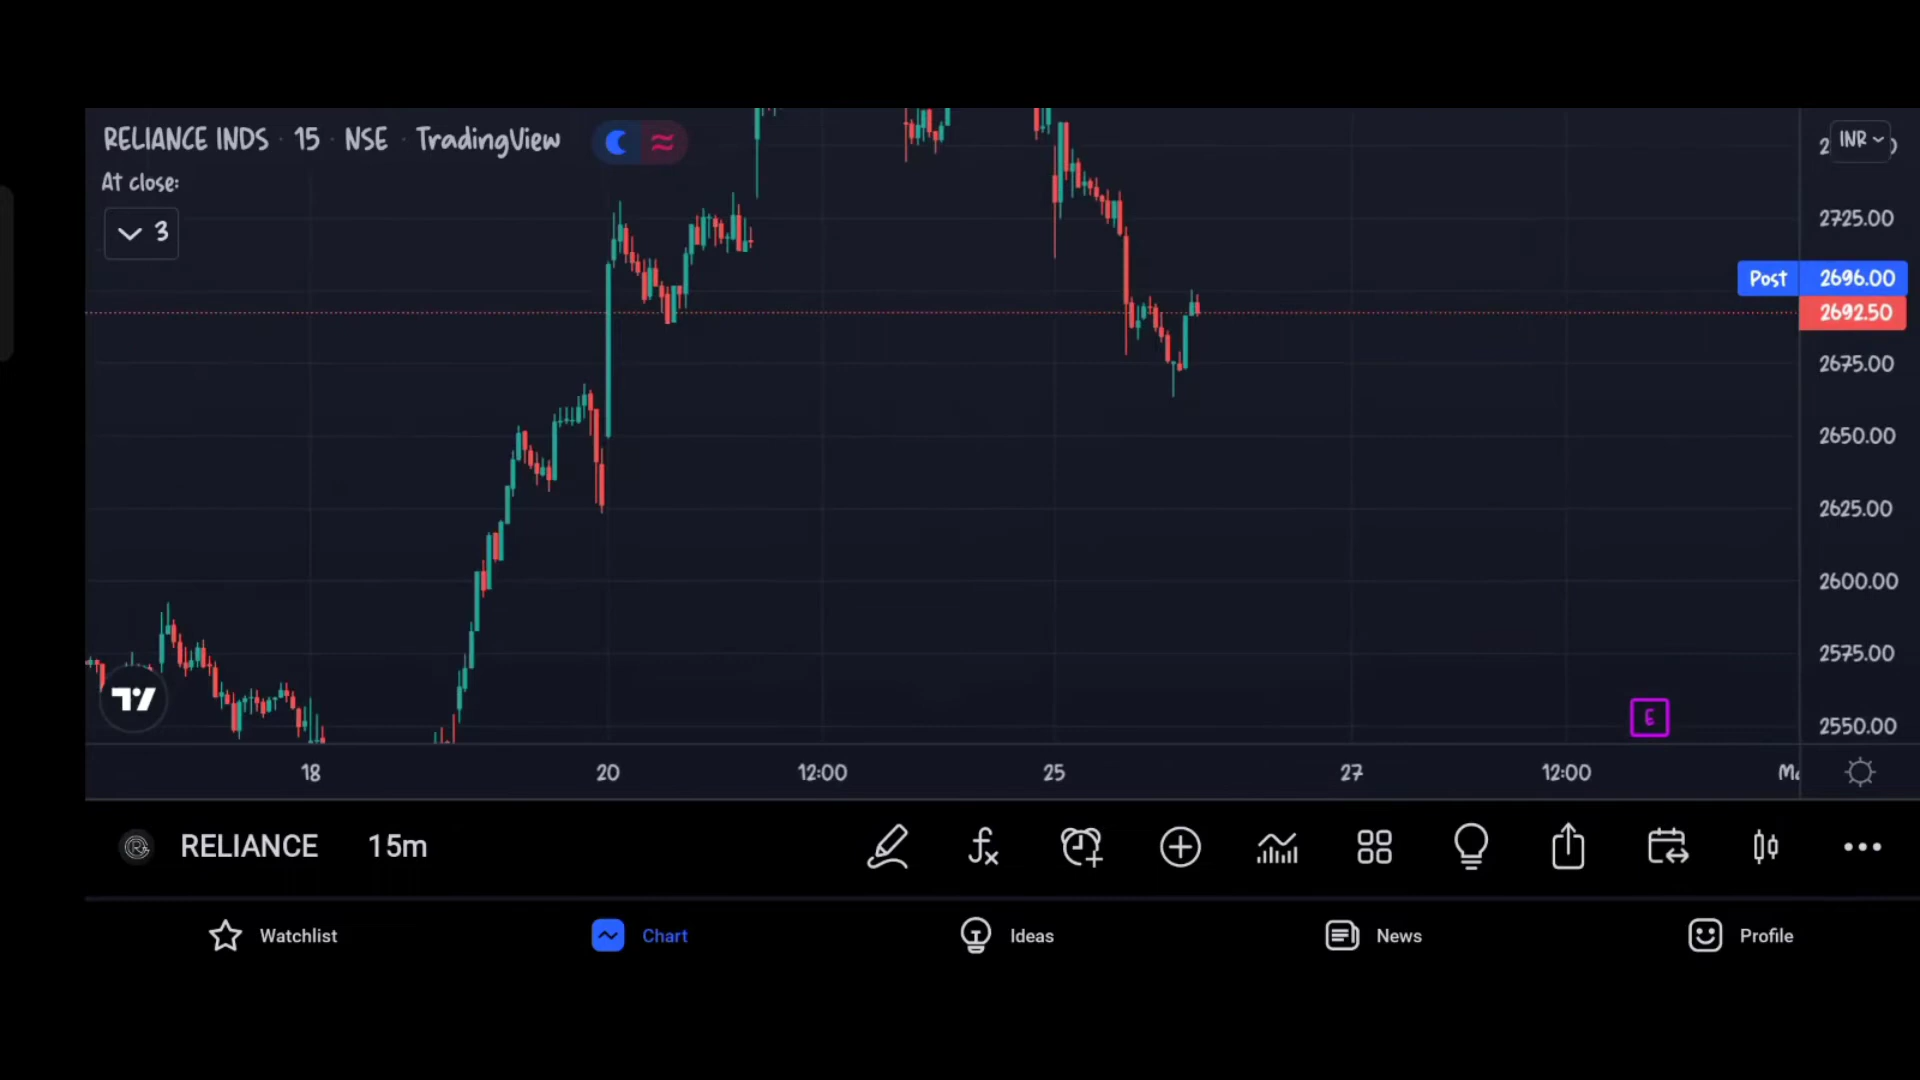 RELIANCE INDS · 15 · NSE · TradingView
At close:
3
INR
2725.00
Post 2696.00
2692.50
2675.00
2650.00
2625.00
2600.00
2575.00
2550.00
E
18 20 12:00 25 27 12:00
RELIANCE 15m
Watchlist Chart Ideas News Profile